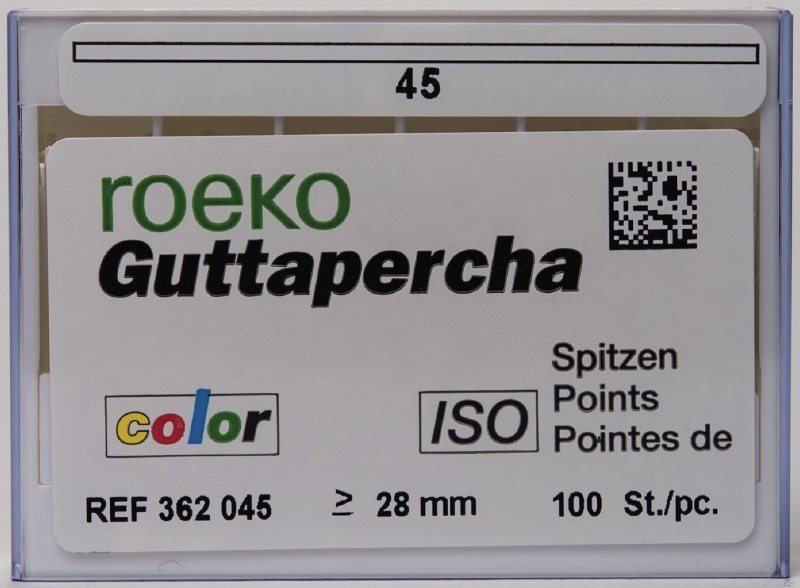 45
roeko
Guttapercha
Spitzen
Points
Pointes de
color
ISO
REF 362 045 ≥ 28 mm 100 St./pc.